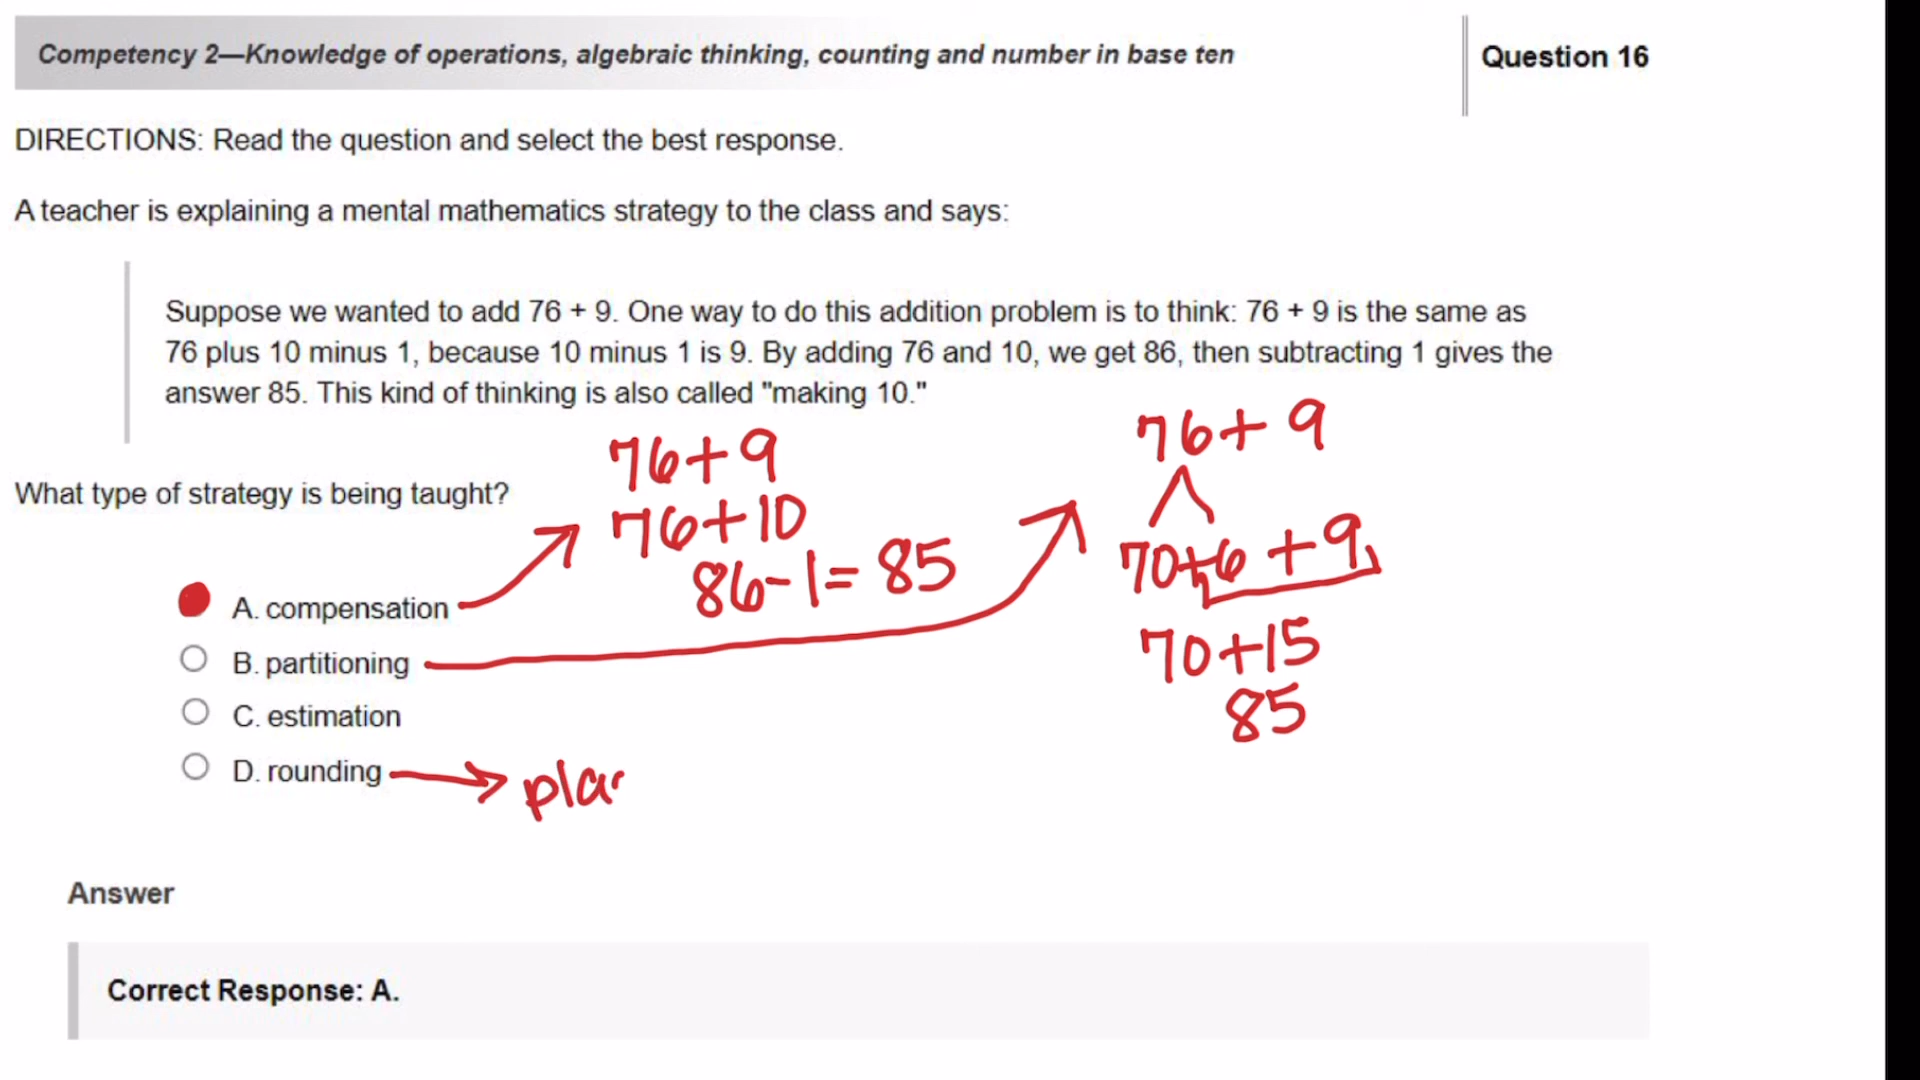 Competency 2—Knowledge of operations, algebraic thinking, counting and number in base ten
Question 16
DIRECTIONS: Read the question and select the best response.
A teacher is explaining a mental mathematics strategy to the class and says:
Suppose we wanted to add 76 + 9. One way to do this addition problem is to think: 76 + 9 is the same as
76 plus 10 minus 1, because 10 minus 1 is 9. By adding 76 and 10, we get 86, then subtracting 1 gives the
answer 85. This kind of thinking is also called "making 10."
What type of strategy is being taught?
76+9
76+10
86-1= 85
76+ 9
70+6 +9
70+15
85
A. compensation
B. partitioning
C. estimation
D. rounding
Answer
Correct Response: A.